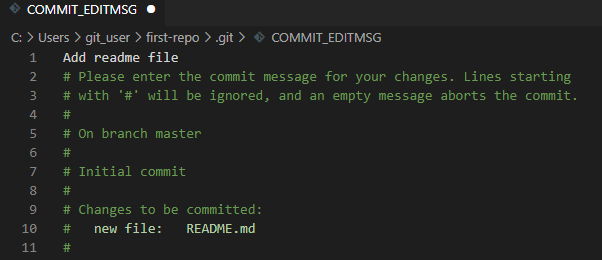 COMMIT_EDITMSG
C: > Users > git_user > first-repo > .git > COMMIT_EDITMSG
1 Add readme file
2 # Please enter the commit message for your changes. Lines starting
3 # with '#' will be ignored, and an empty message aborts the commit.
4 #
5 # On branch master
6 #
7 # Initial commit
8 #
9 # Changes to be committed:
10 #   new file:   README.md
11 #